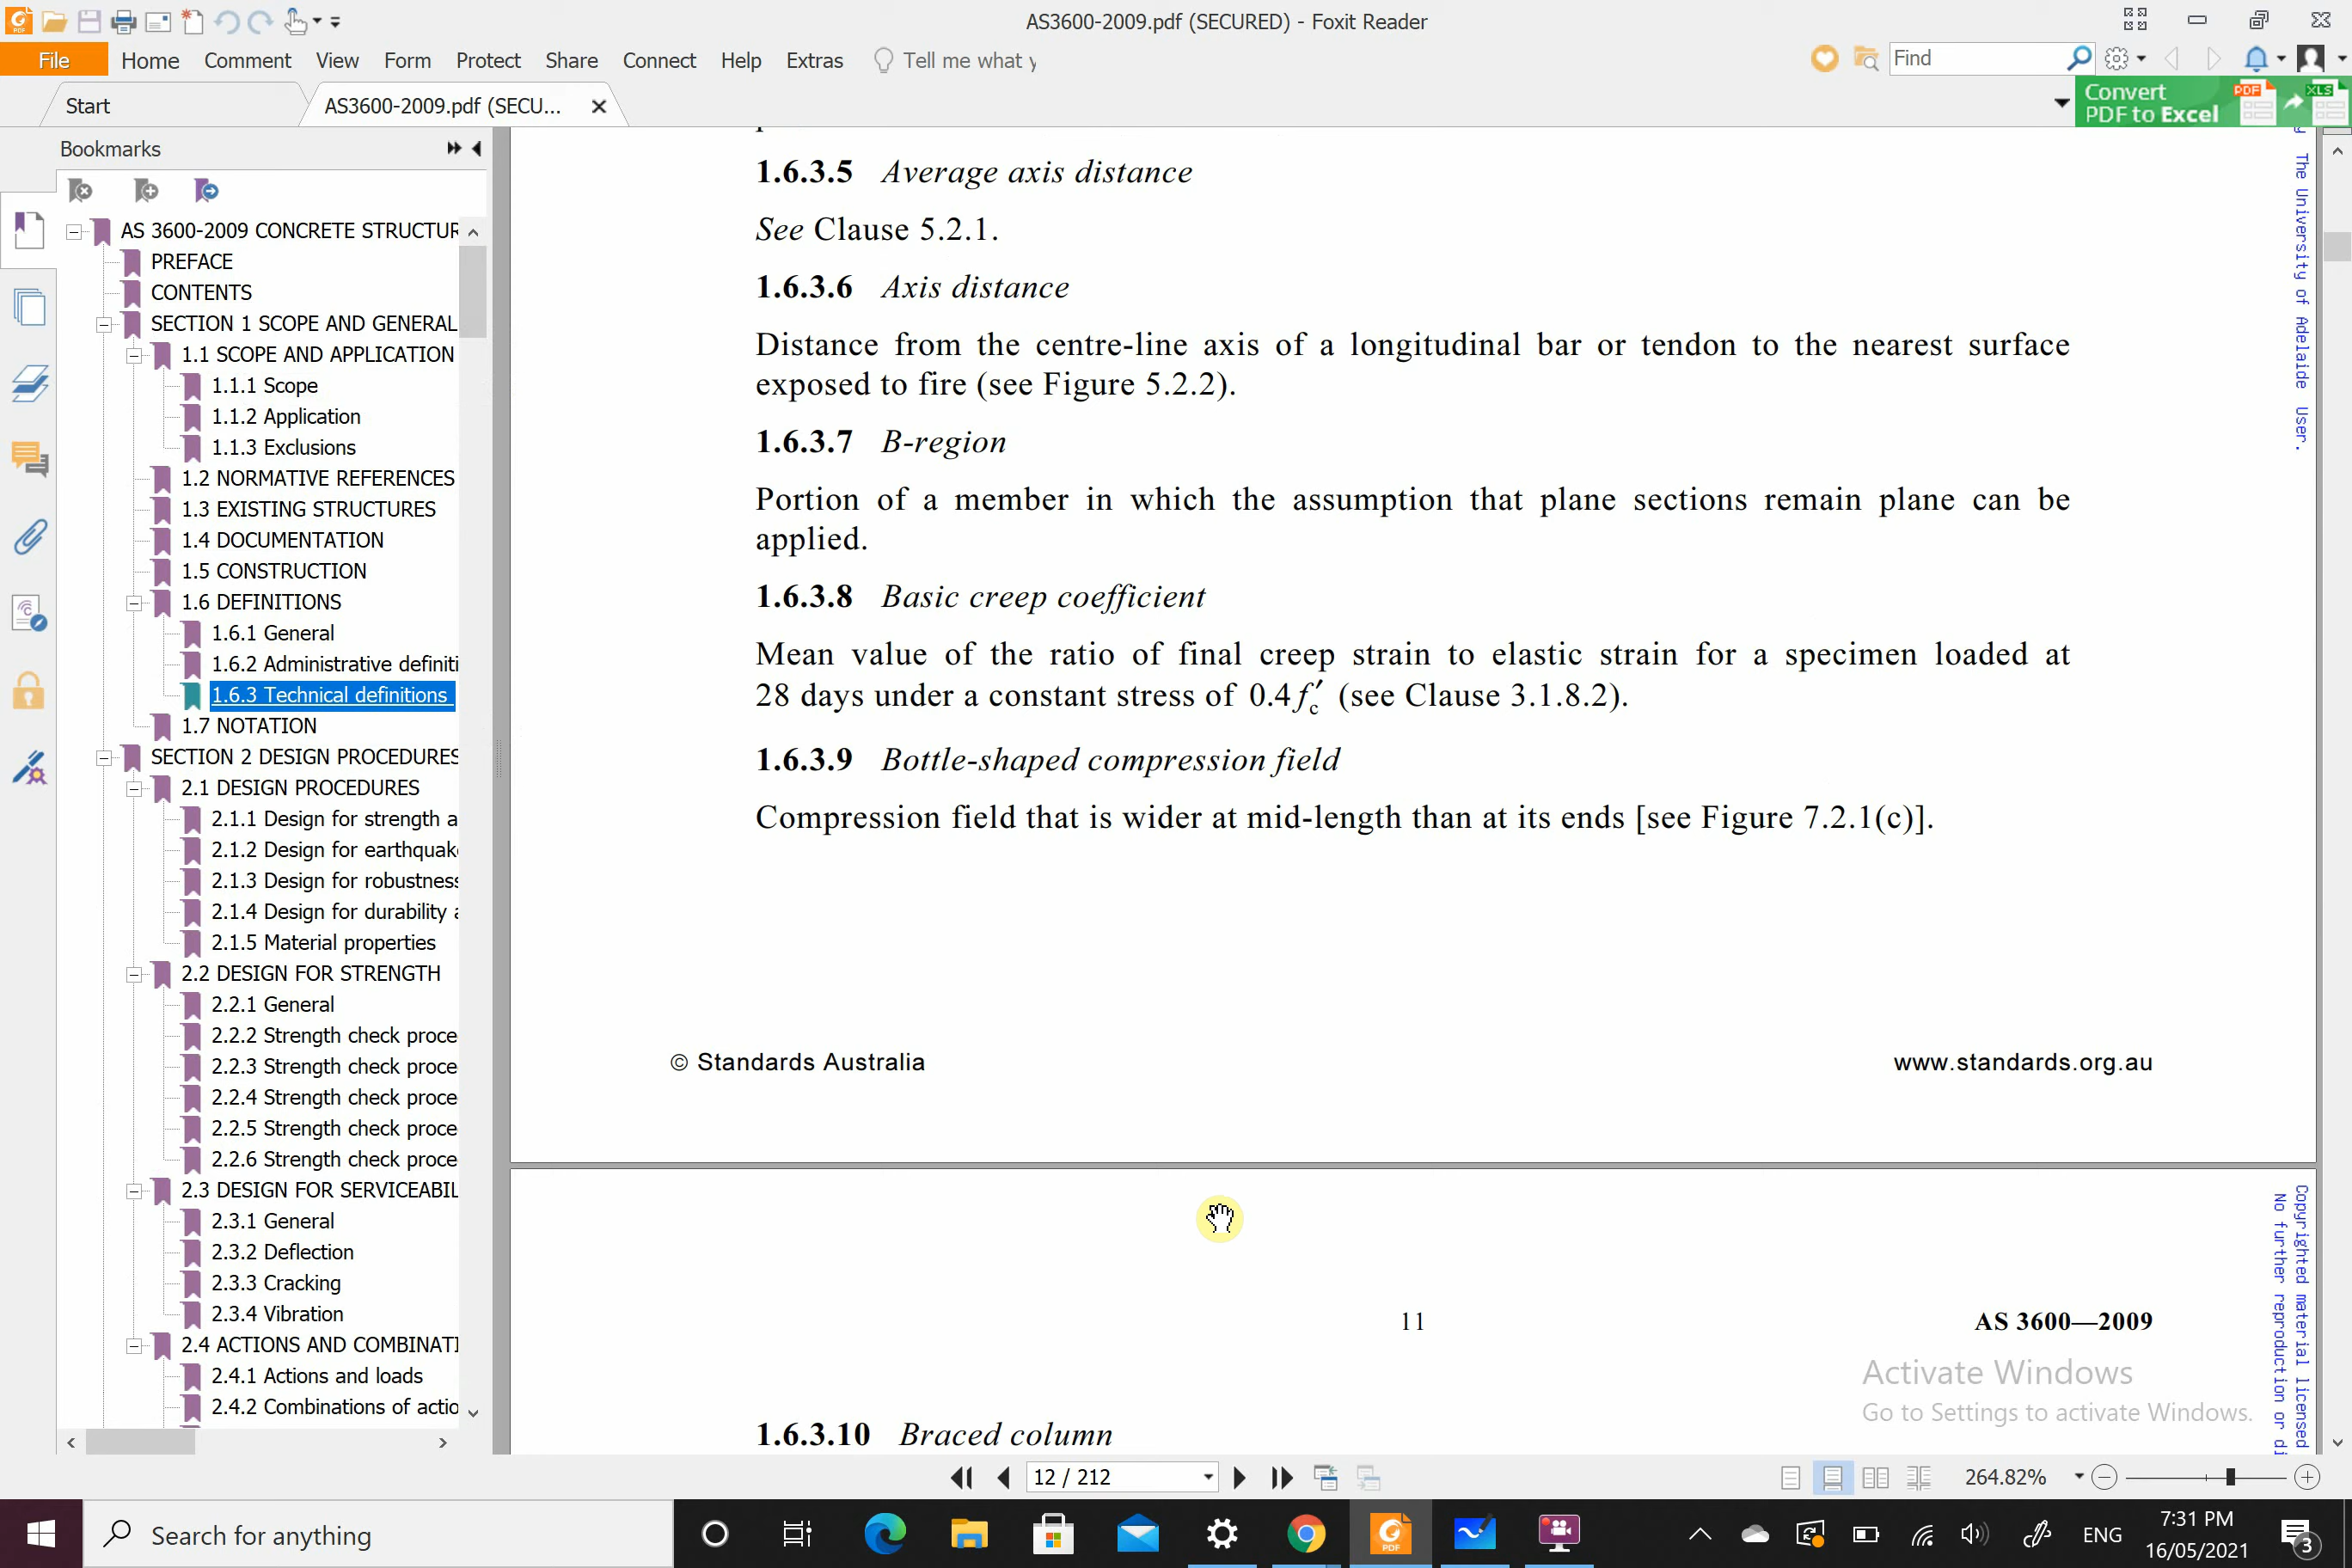 AS3600-2009.pdf (SECURED) - Foxit Reader
File Home Comment View Form Protect Share Connect Help Extras Tell me what y
Find
Start
AS3600-2009.pdf (SECU...
Convert
PDF to Excel
PDF
XLS
Bookmarks
AS 3600-2009 CONCRETE STRUCTUR
PREFACE
CONTENTS
SECTION 1 SCOPE AND GENERAL
1.1 SCOPE AND APPLICATION
1.1.1 Scope
1.1.2 Application
1.1.3 Exclusions
1.2 NORMATIVE REFERENCES
1.3 EXISTING STRUCTURES
1.4 DOCUMENTATION
1.5 CONSTRUCTION
1.6 DEFINITIONS
1.6.1 General
1.6.2 Administrative definiti
1.6.3 Technical definitions
1.7 NOTATION
SECTION 2 DESIGN PROCEDURES
2.1 DESIGN PROCEDURES
2.1.1 Design for strength a
2.1.2 Design for earthquak
2.1.3 Design for robustness
2.1.4 Design for durability a
2.1.5 Material properties
2.2 DESIGN FOR STRENGTH
2.2.1 General
2.2.2 Strength check proce
2.2.3 Strength check proce
2.2.4 Strength check proce
2.2.5 Strength check proce
2.2.6 Strength check proce
2.3 DESIGN FOR SERVICEABIL
2.3.1 General
2.3.2 Deflection
2.3.3 Cracking
2.3.4 Vibration
2.4 ACTIONS AND COMBINATI
2.4.1 Actions and loads
2.4.2 Combinations of actio
1.6.3.5 Average axis distance
See Clause 5.2.1.
1.6.3.6 Axis distance
Distance from the centre-line axis of a longitudinal bar or tendon to the nearest surface
exposed to fire (see Figure 5.2.2).
1.6.3.7 B-region
Portion of a member in which the assumption that plane sections remain plane can be
applied.
1.6.3.8 Basic creep coefficient
Mean value of the ratio of final creep strain to elastic strain for a specimen loaded at
28 days under a constant stress of 0.4f′c (see Clause 3.1.8.2).
1.6.3.9 Bottle-shaped compression field
Compression field that is wider at mid-length than at its ends [see Figure 7.2.1(c)].
© Standards Australia
www.standards.org.au
y The University of Adelaide User.
11
AS 3600—2009
1.6.3.10 Braced column
Copyrighted material licensed
No further reproduction or di
Activate Windows
Go to Settings to activate Windows.
12 / 212
264.82%
Search for anything
PDF
ENG
7:31 PM
16/05/2021
3